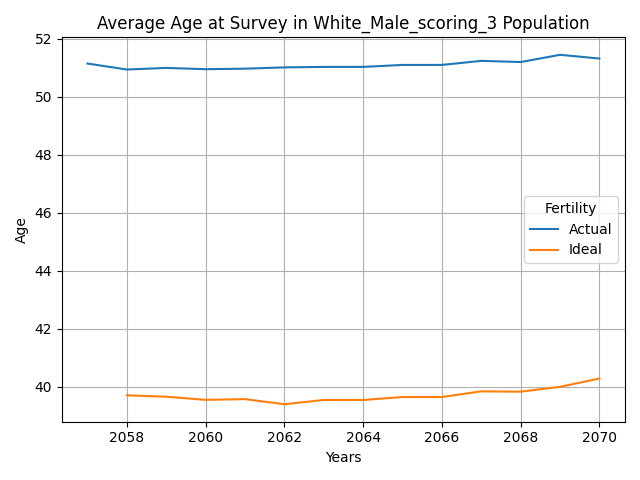 Average Age at Survey in White_Male_scoring_3 Population
52
50
48
46
44
42
40
Age
Fertility
Actual
Ideal
2058 2060 2062 2064 2066 2068 2070
Years